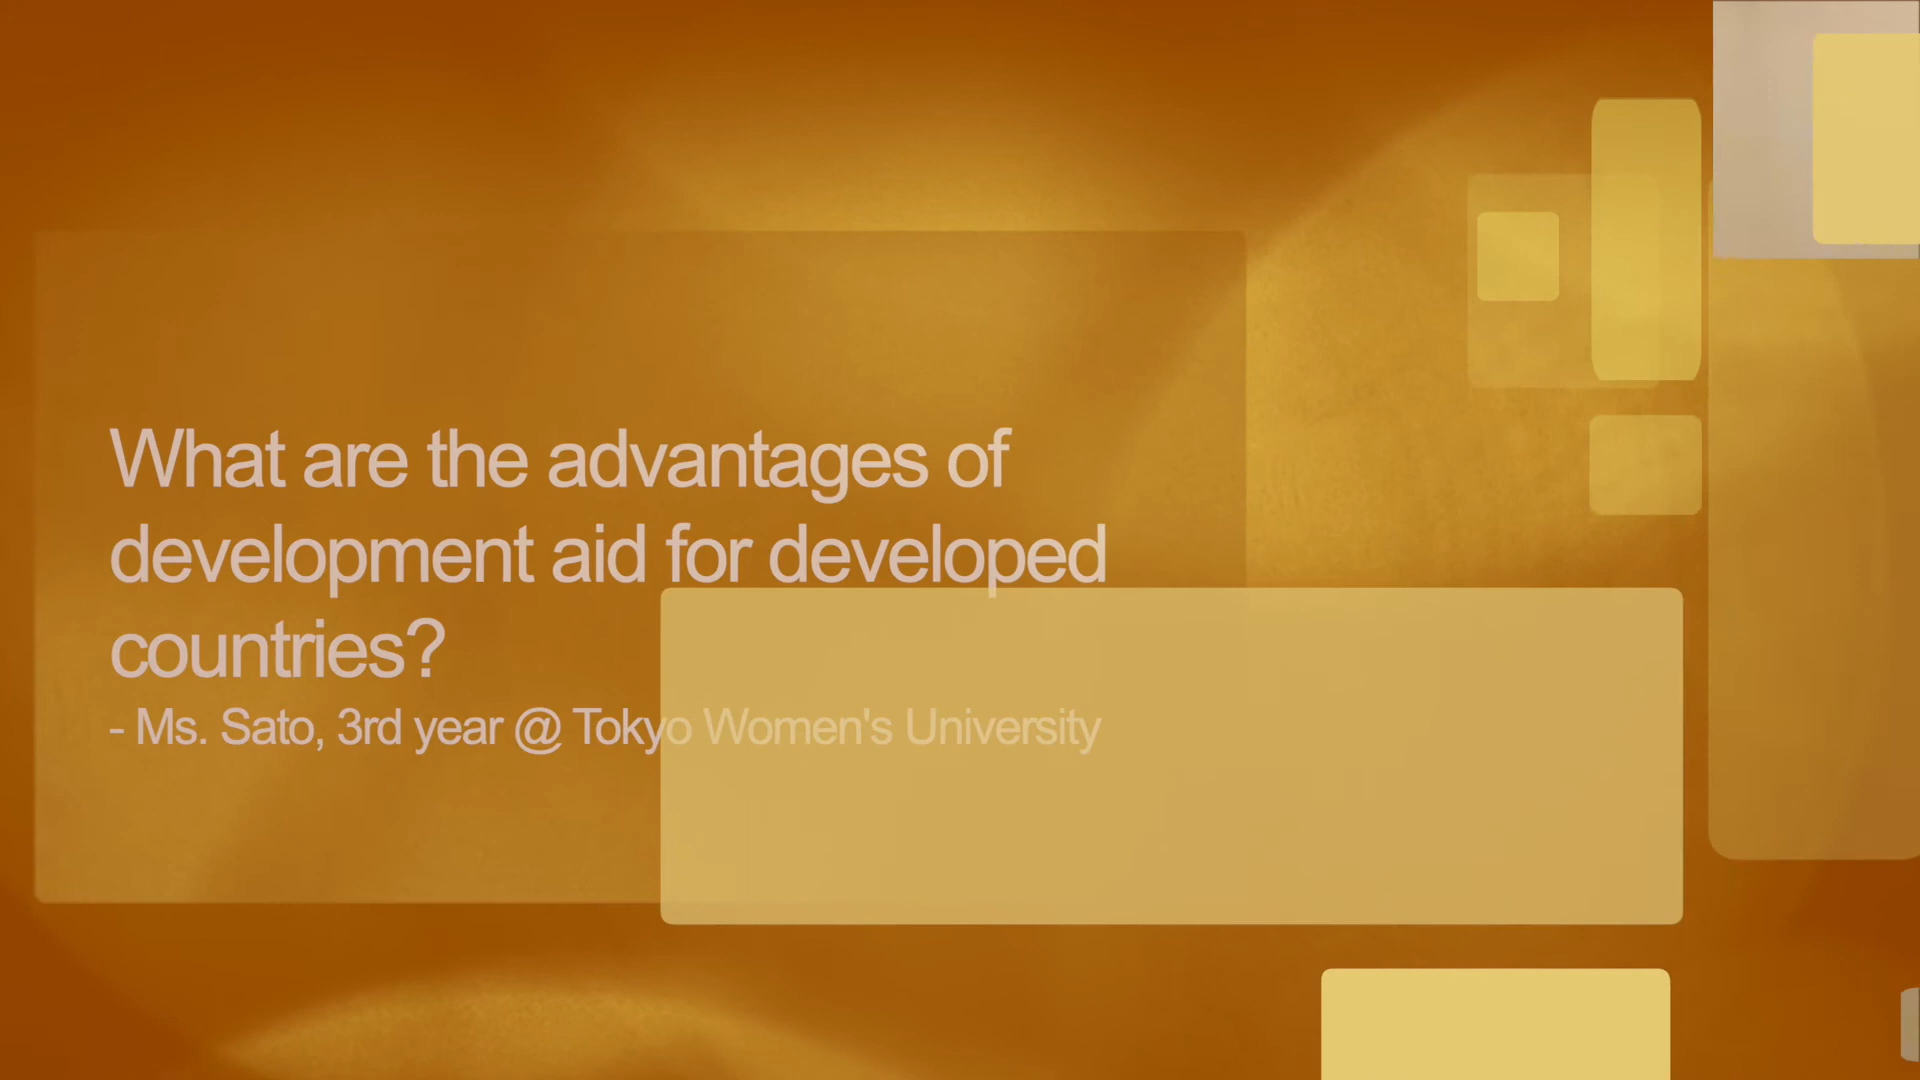 What are the advantages of
development aid for developed
countries?
- Ms. Sato, 3rd year @ Tokyo Women's University